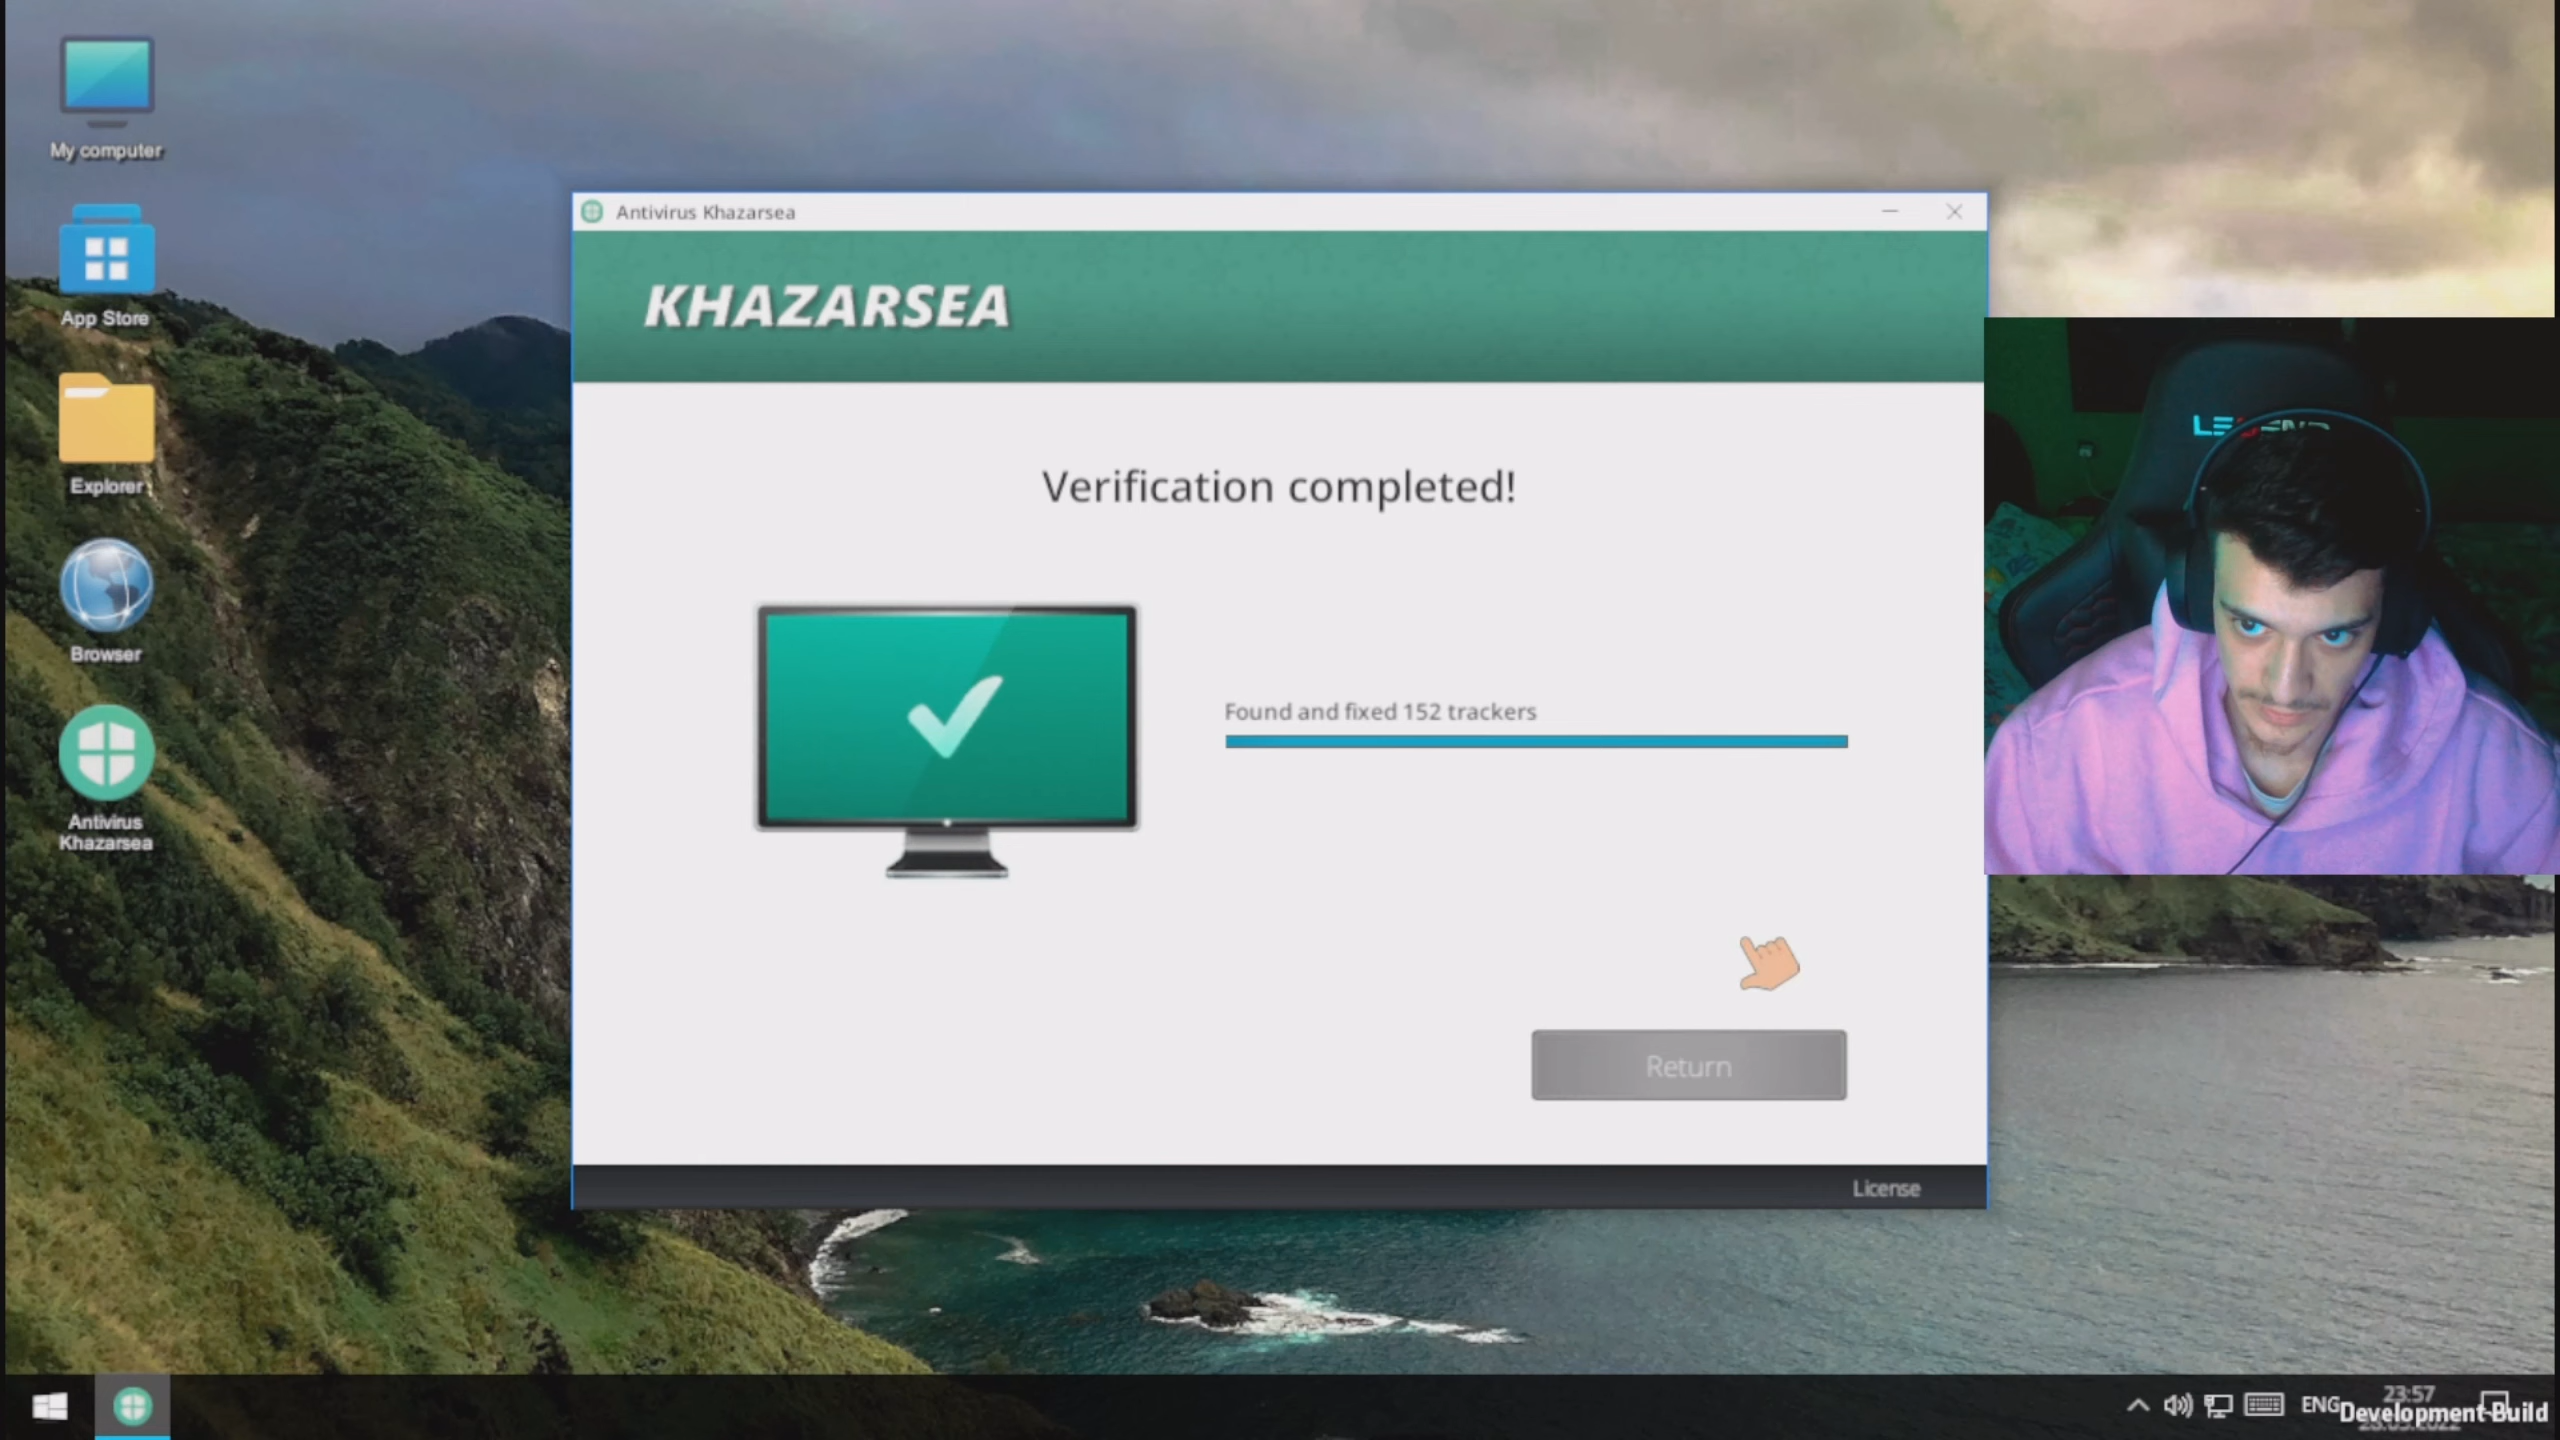 My computer
App Store
Explorer
Browser
Antivirus
Khazarsea
Antivirus Khazarsea
KHAZARSEA
Verification completed!
Found and fixed 152 trackers
Return
License
ENG
23:57
Development Build